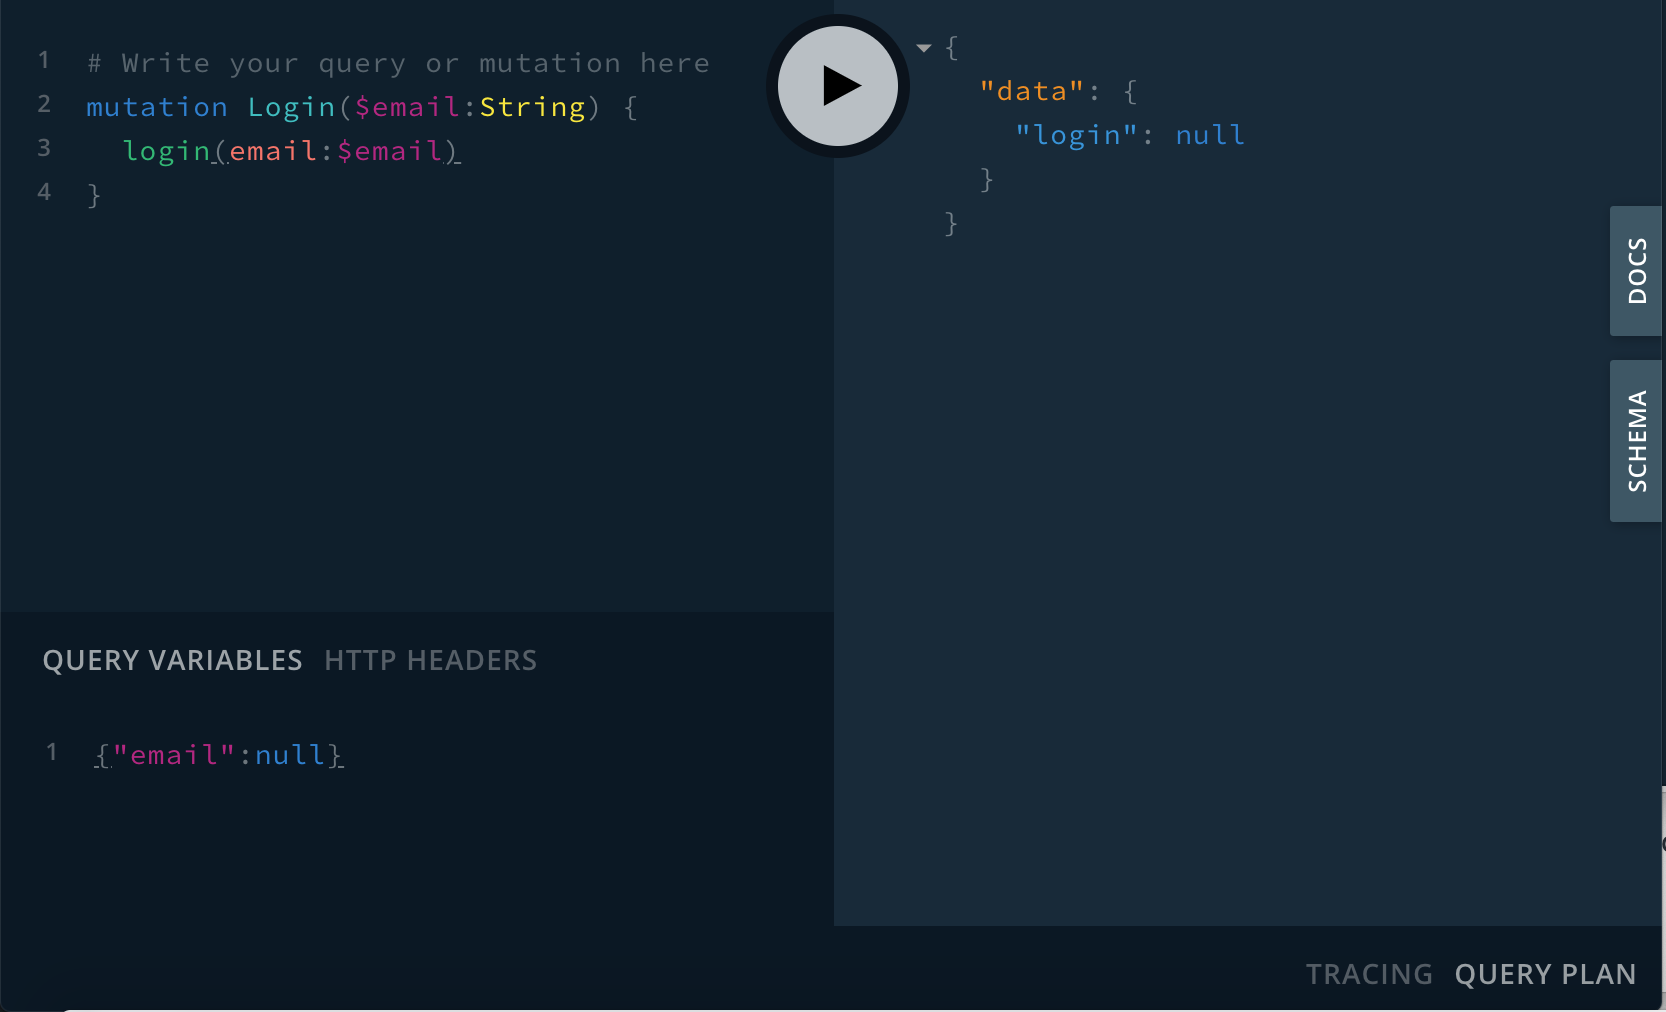 1 # Write your query or mutation here
2 mutation Login($email:String) {
3 login(email:$email)
4 }
{
"data": {
"login": null
}
}
DOCS
SCHEMA
QUERY VARIABLES HTTP HEADERS
1 {"email":null}
TRACING QUERY PLAN